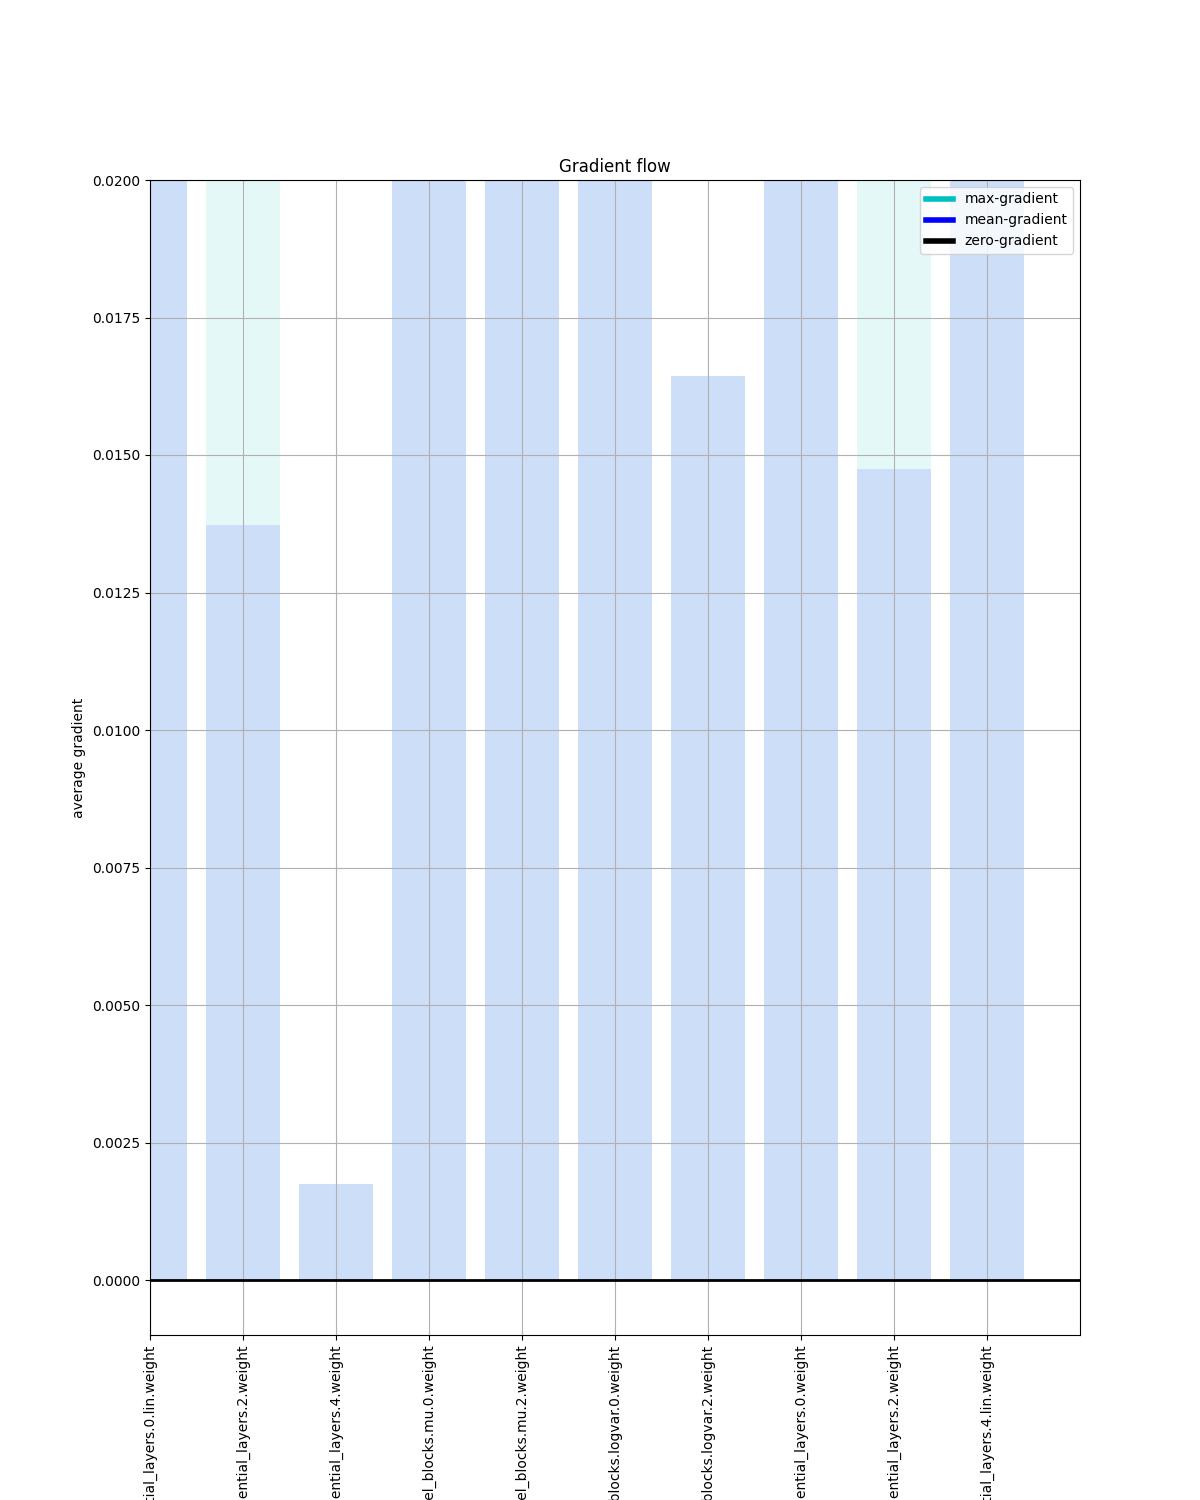 Gradient flow
max-gradient
mean-gradient
zero-gradient
0.0200
0.0175
0.0150
0.0125
0.0100
0.0075
0.0050
0.0025
0.0000
average gradient
tial_layers.0.lin.weight
ential_layers.2.weight
ential_layers.4.weight
el_blocks.mu.0.weight
el_blocks.mu.2.weight
blocks.logvar.0.weight
blocks.logvar.2.weight
ential_layers.0.weight
ential_layers.2.weight
tial_layers.4.lin.weight